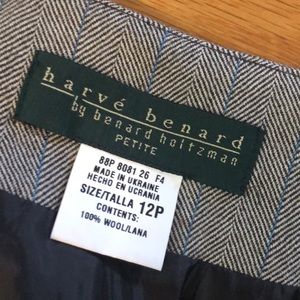 harvé benard
by benard holtzman
PETITE
88P 8081 26 F4
MADE IN UKRAINE
HECHO EN UCRANIA
SIZE/TALLA 12P
CONTENTS:
100% WOOL/LANA